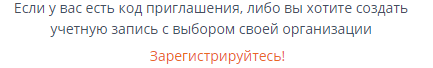 Если у вас есть код приглашения, либо вы хотите создать
учетную запись с выбором своей организации
Зарегистрируйтесь!